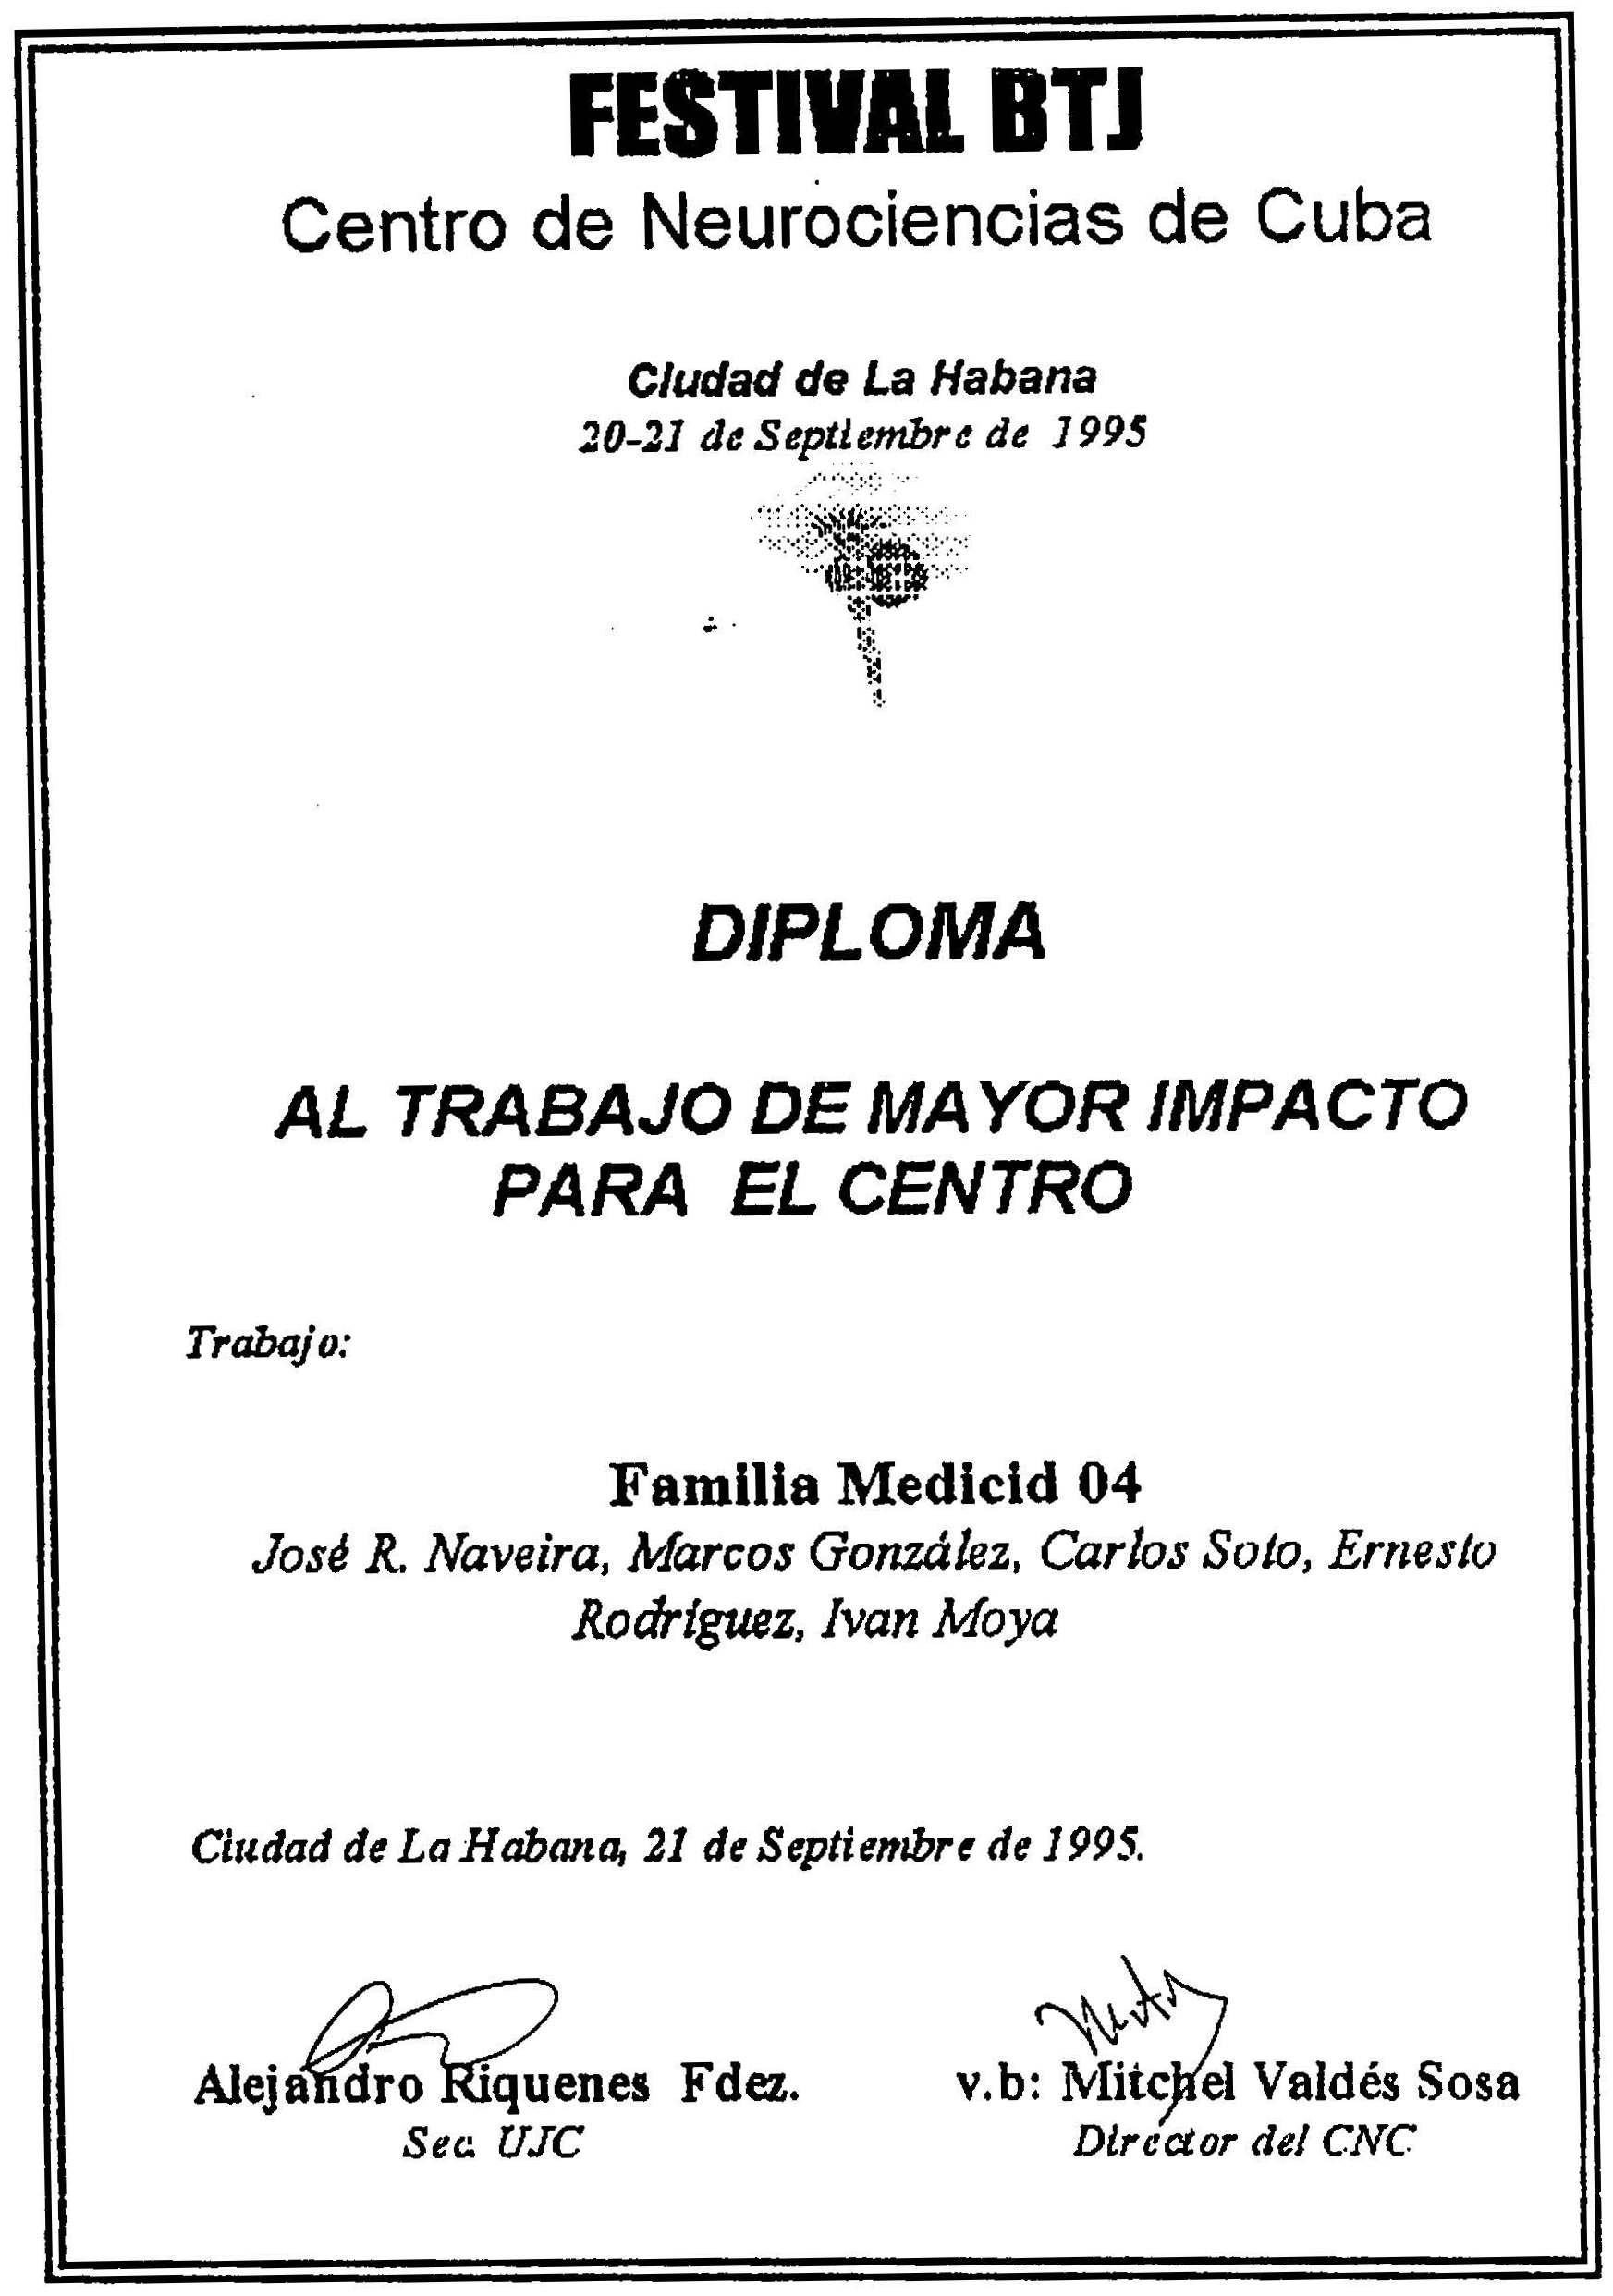 FESTIVAL BTJ
Centro de Neurociencias de Cuba
Ciudad de La Habana
20-21 de Septiembre de 1995
DIPLOMA
AL TRABAJO DE MAYOR IMPACTO
PARA EL CENTRO
Trabajo:
Familia Medicid 04
José R. Naveira, Marcos González, Carlos Soto, Ernesto
Rodríguez, Ivan Moya
Ciudad de La Habana, 21 de Septiembre de 1995.
Alejandro Riquenes Fdez.
Sec. UJC
v.b: Mitchel Valdés Sosa
Director del CNC